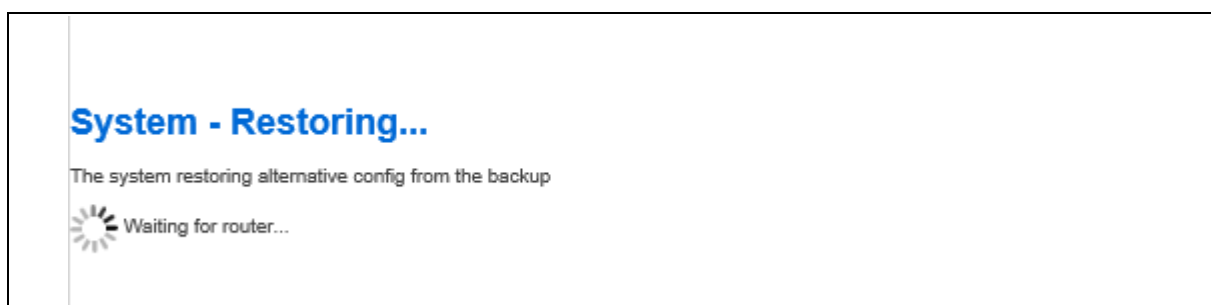 System - Restoring...
The system restoring alternative config from the backup
Waiting for router...